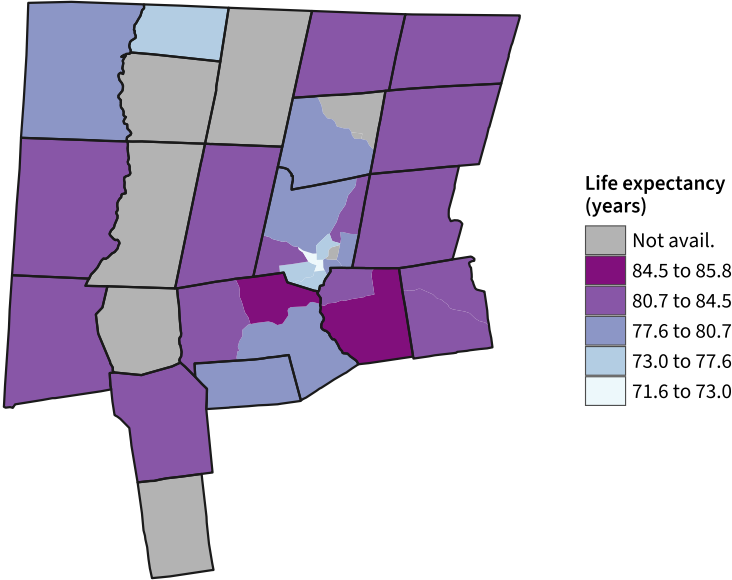 Life expectancy
(years)
Not avail.
84.5 to 85.8
80.7 to 84.5
77.6 to 80.7
73.0 to 77.6
71.6 to 73.0